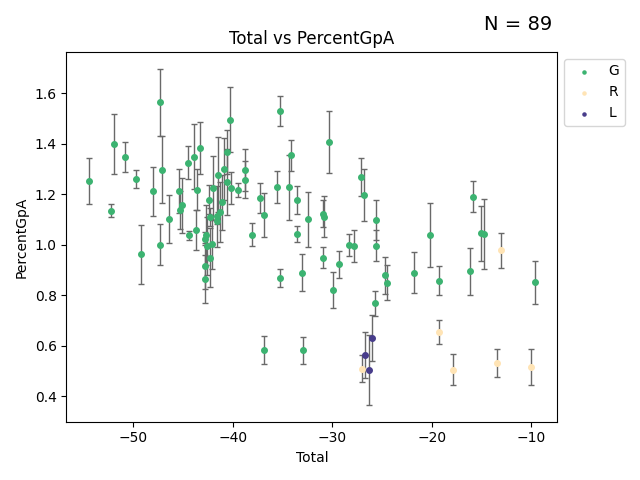 N = 89
Total vs PercentGpA
G
R
L
PercentGpA
1.6
1.4
1.2
1.0
0.8
0.6
0.4
−50
−40
−30
−20
−10
Total